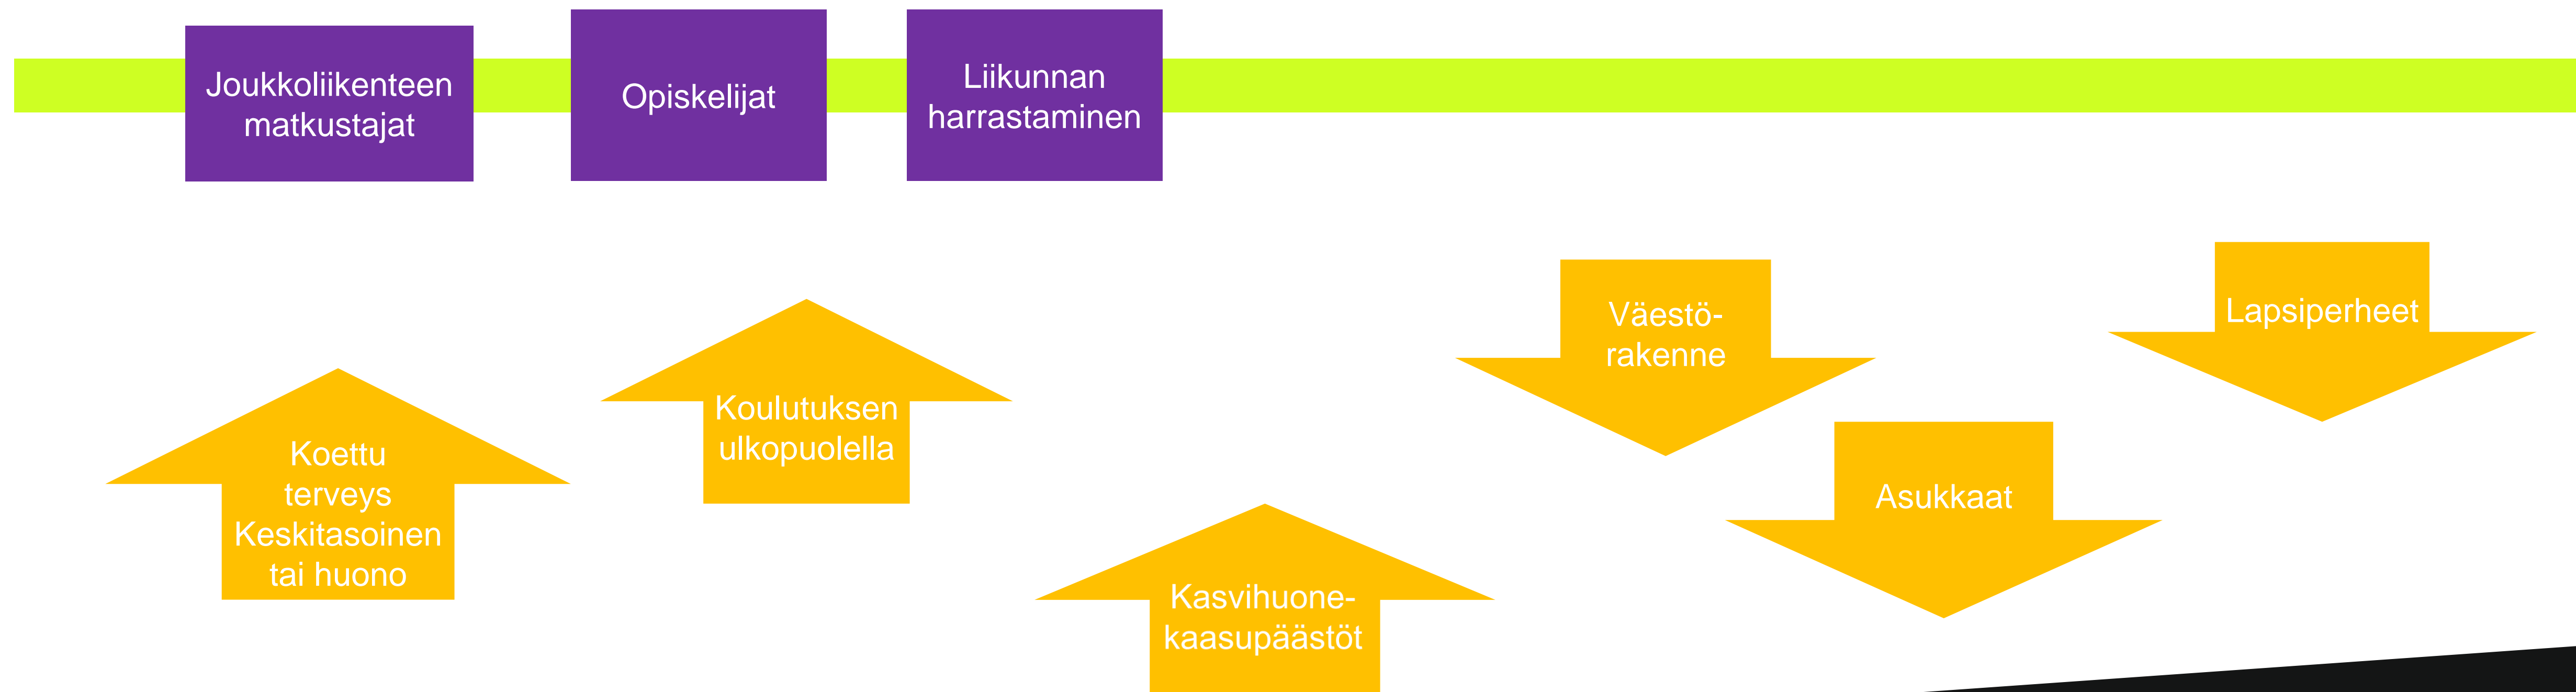 Joukkoliikenteen
matkustajat
Opiskelijat
Liikunnan
harrastaminen
Koettu
terveys
Keskitasoinen
tai huono
Koulutuksen
ulkopuolella
Kasvihuone-
kaasupäästöt
Väestö-
rakenne
Asukkaat
Lapsiperheet